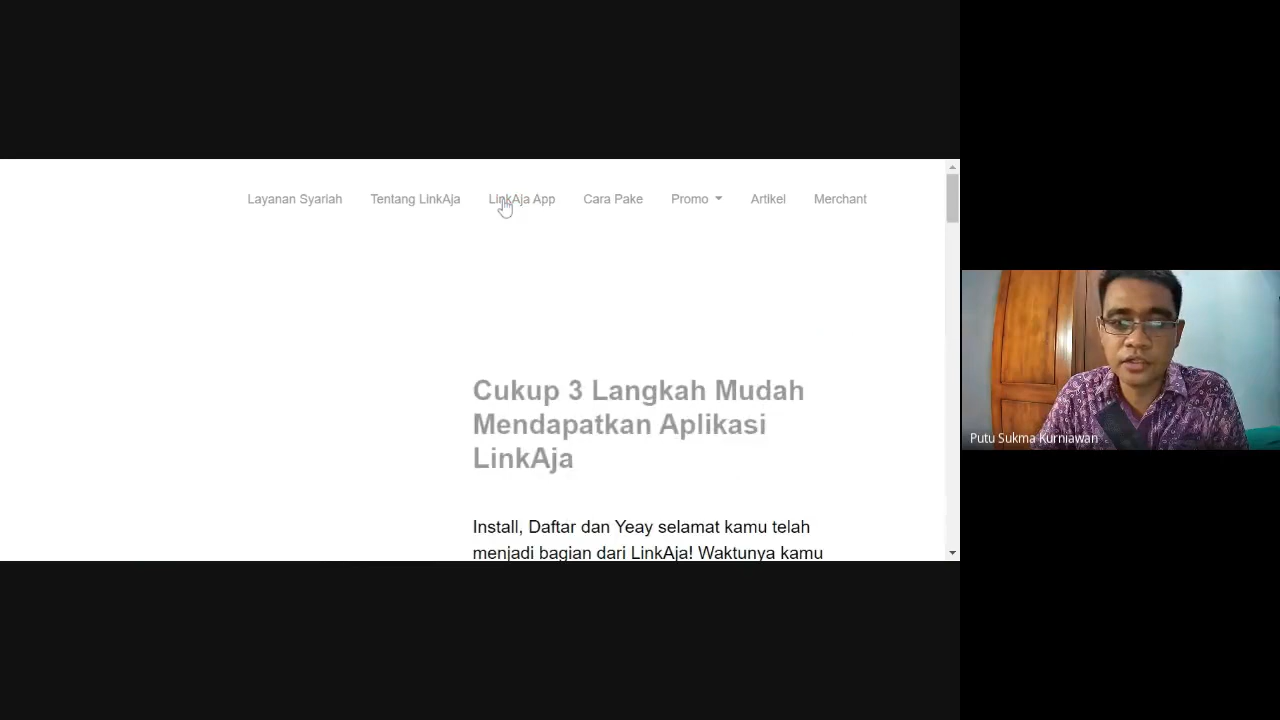 Layanan Syariah Tentang LinkAja LinkAja App Cara Pake Promo Artikel Merchant
Cukup 3 Langkah Mudah
Mendapatkan Aplikasi
LinkAja
Install, Daftar dan Yeay selamat kamu telah
menjadi bagian dari LinkAja! Waktunya kamu
Putu Sukma Kurniawan